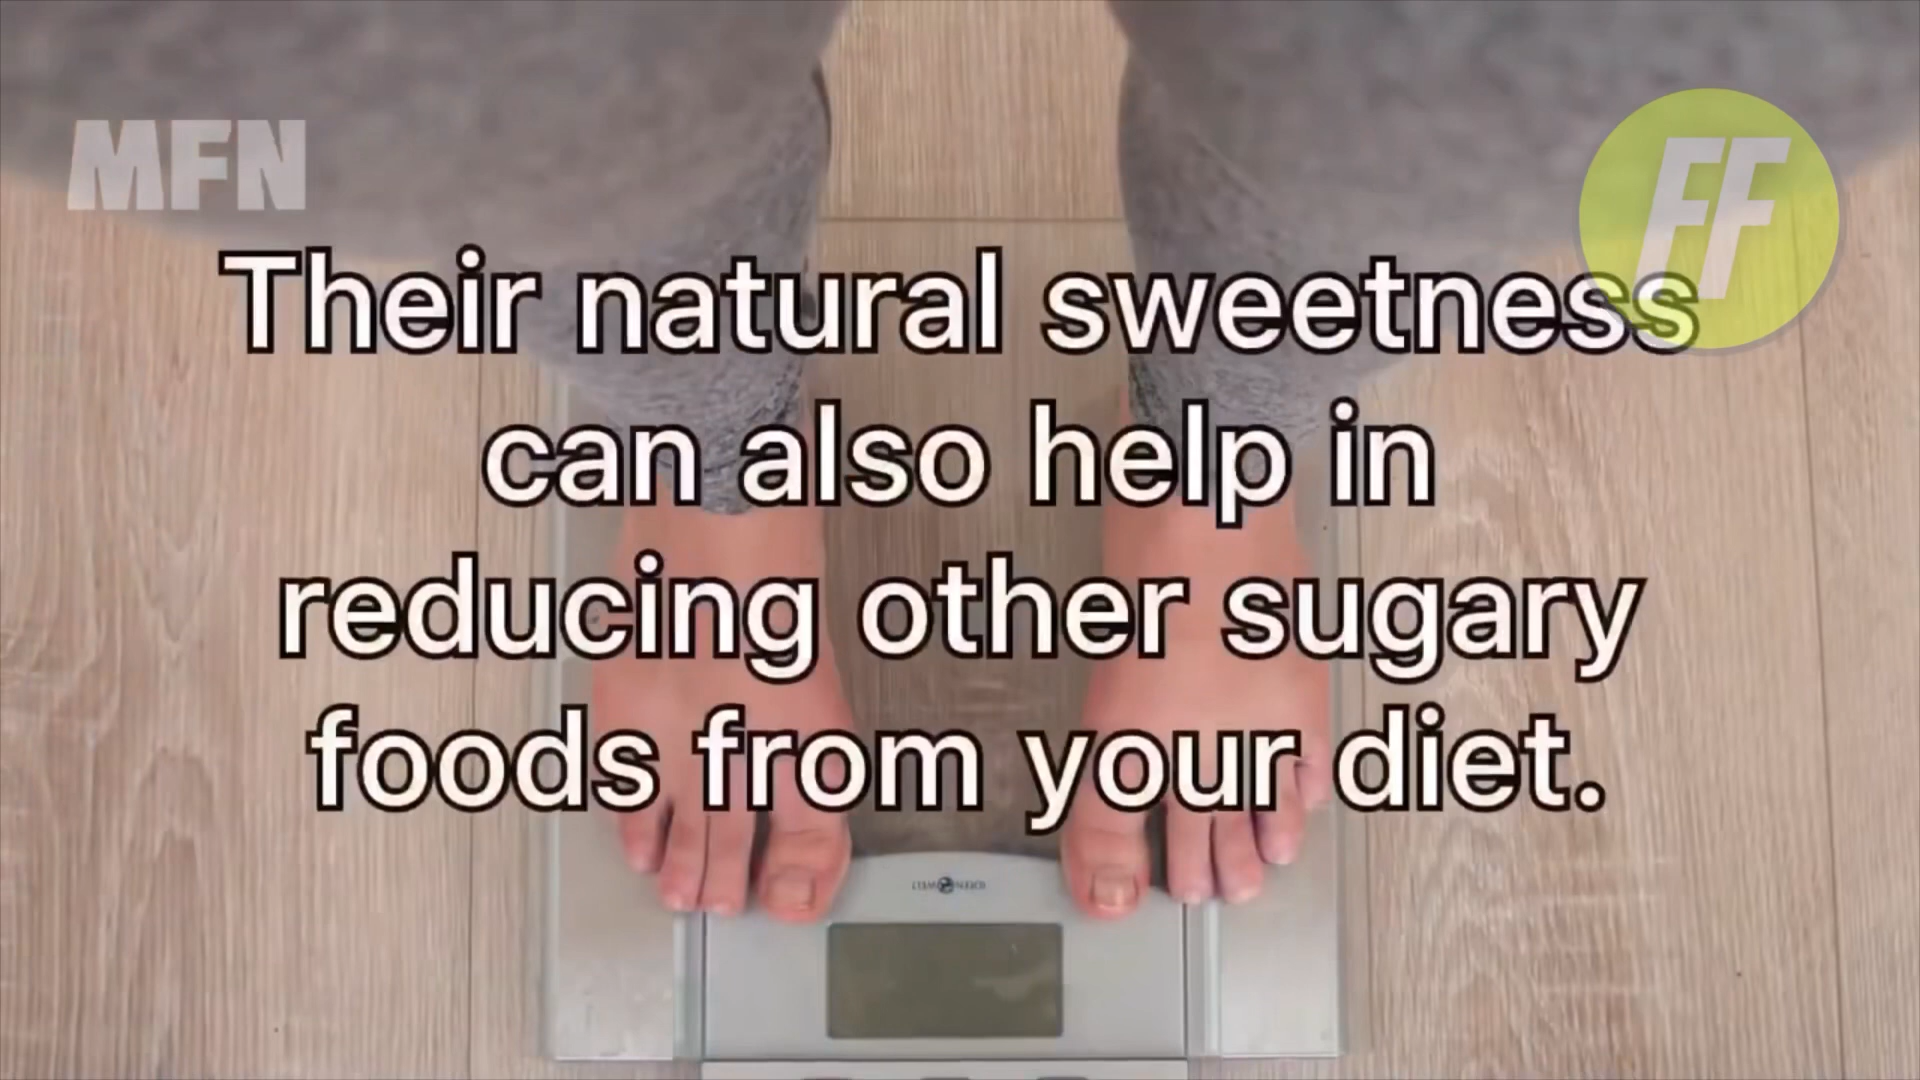 MFN
FF
Their natural sweetness
can also help in
reducing other sugary
foods from your diet.